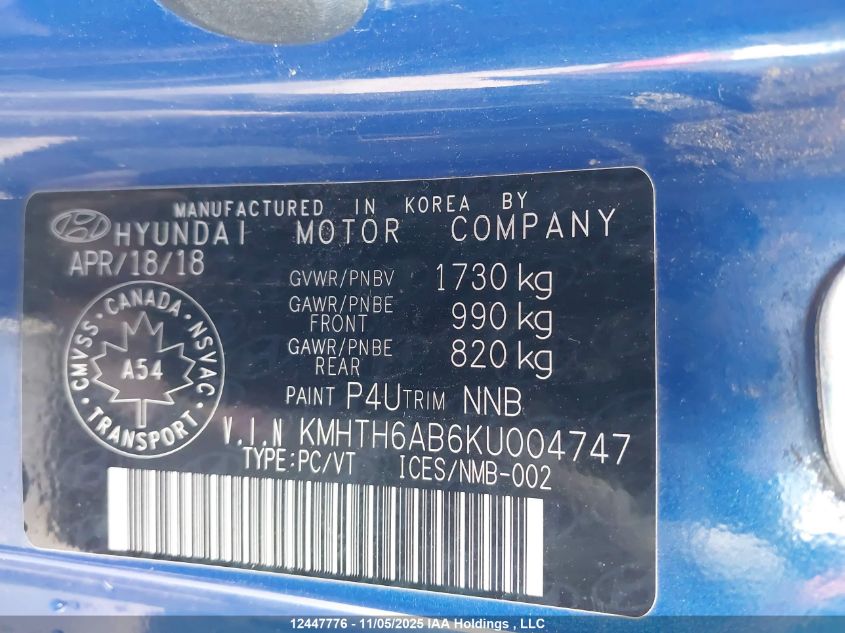 MANUFACTURED IN KOREA BY
HYUNDAI MOTOR COMPANY
APR/18/18
GVWR/PNBV 1730 kg
GAWR/PNBE FRONT 990 kg
GAWR/PNBE REAR 820 kg
PAINT P4U TRIM NNB
CMVSS CANADA NSVAC
A54
TRANSPORT
V.I.N KMHTH6AB6KU004747
TYPE:PC/VT ICES/NMB-002
12447776 - 11/05/2025 IAA Holdings , LLC